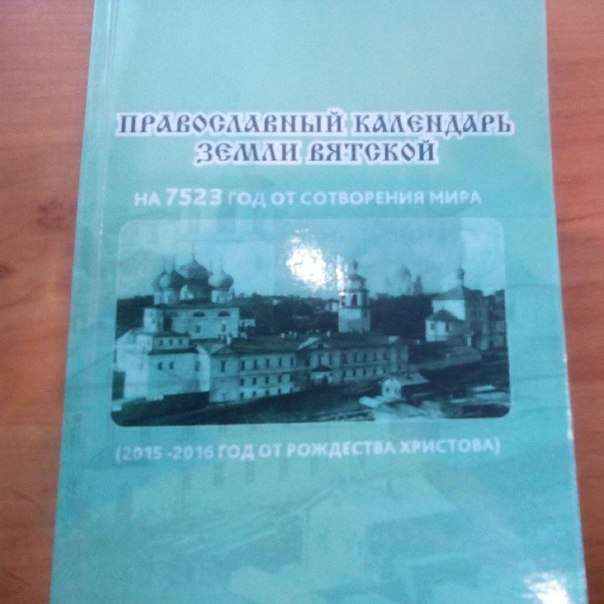 ПРАВОСЛАВНЫЙ КАЛЕНДАРЬ
ЗЕМЛИ ВЯТСКОЙ
НА 7523 ГОД ОТ СОТВОРЕНИЯ МИРА
(2015 -2016 ГОД ОТ РОЖДЕСТВА ХРИСТОВА)